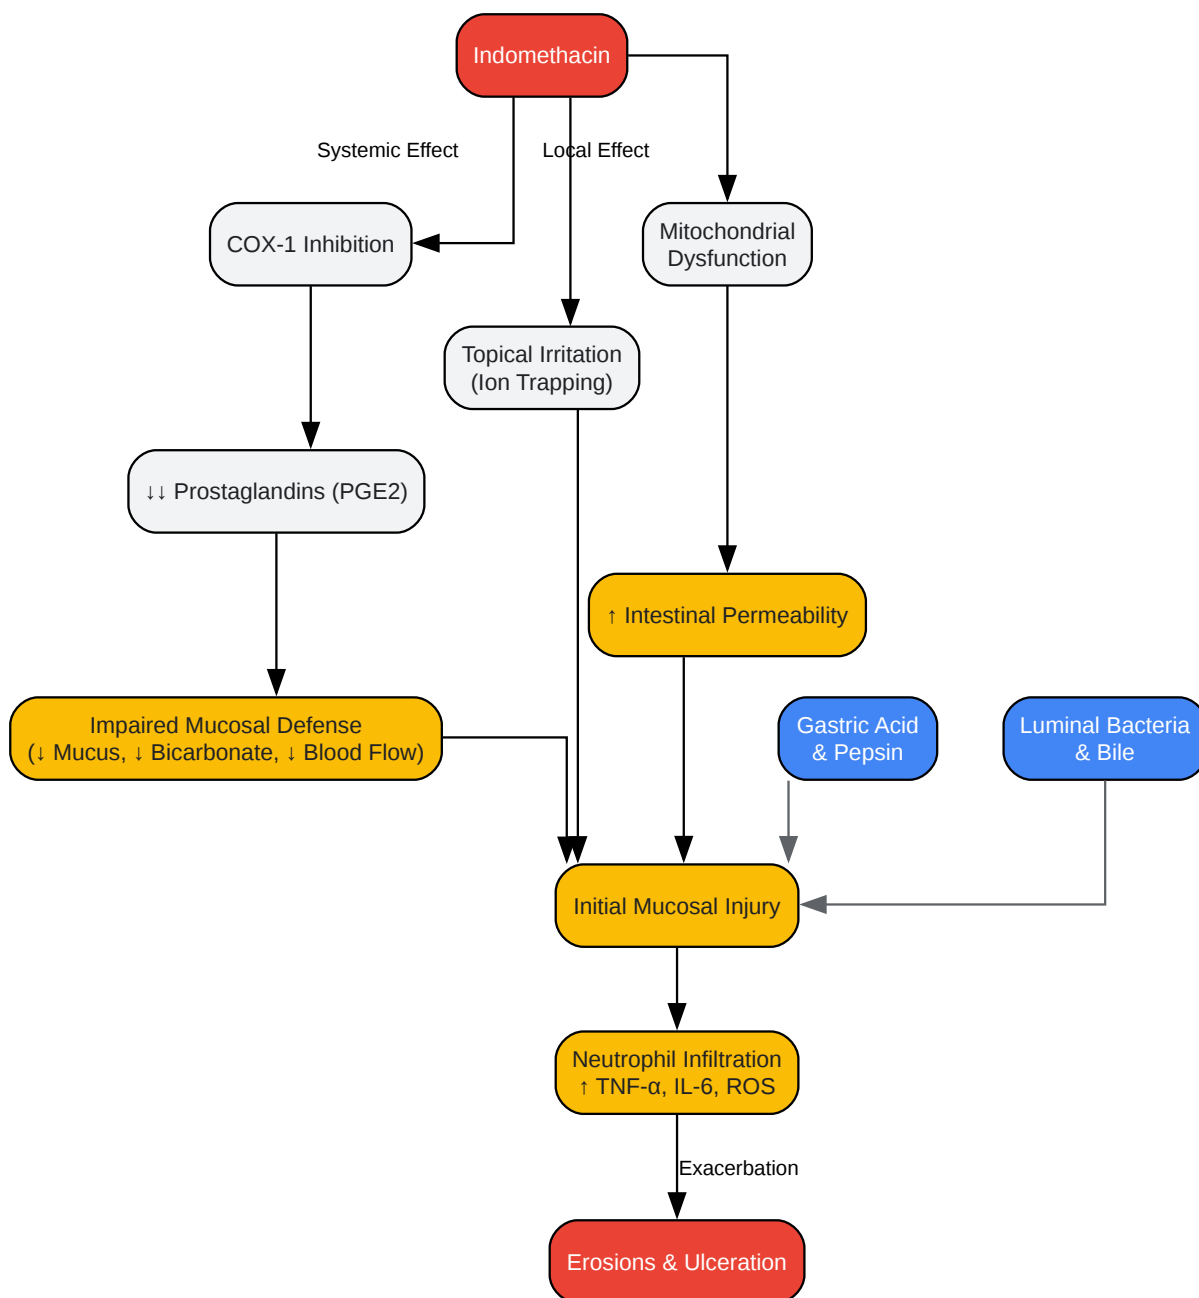 Indomethacin
Systemic Effect
Local Effect
COX-1 Inhibition
Mitochondrial
Dysfunction
Topical Irritation
(Ion Trapping)
↓↓ Prostaglandins (PGE2)
↑ Intestinal Permeability
Impaired Mucosal Defense
(↓ Mucus, ↓ Bicarbonate, ↓ Blood Flow)
Gastric Acid
& Pepsin
Luminal Bacteria
& Bile
Initial Mucosal Injury
Neutrophil Infiltration
↑ TNF-α, IL-6, ROS
Exacerbation
Erosions & Ulceration